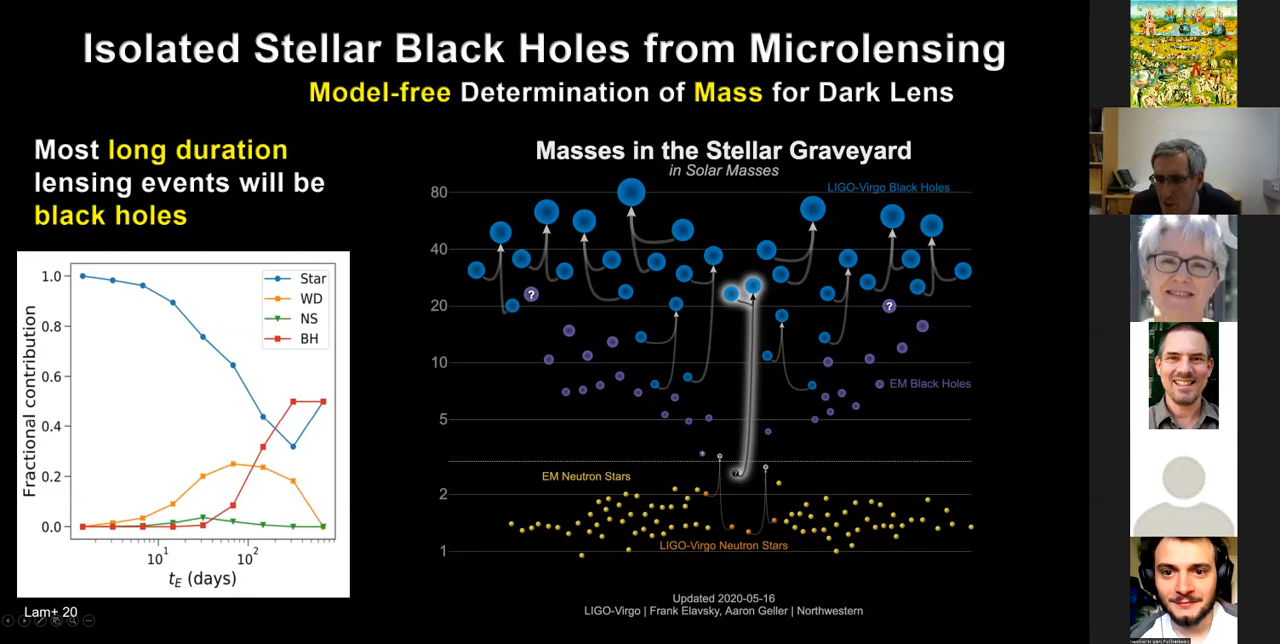 Isolated Stellar Black Holes from Microlensing
Model-free Determination of Mass for Dark Lens
Most long duration
lensing events will be
black holes
Fractional contribution
1.0
0.8
0.6
0.4
0.2
0.0
Star
WD
NS
BH
10¹
10²
t_E (days)
Lam+ 20
Masses in the Stellar Graveyard
in Solar Masses
80
40
20
10
5
2
1
LIGO-Virgo Black Holes
?
?
EM Black Holes
EM Neutron Stars
LIGO-Virgo Neutron Stars
Updated 2020-05-16
LIGO-Virgo | Frank Elavsky, Aaron Geller | Northwestern